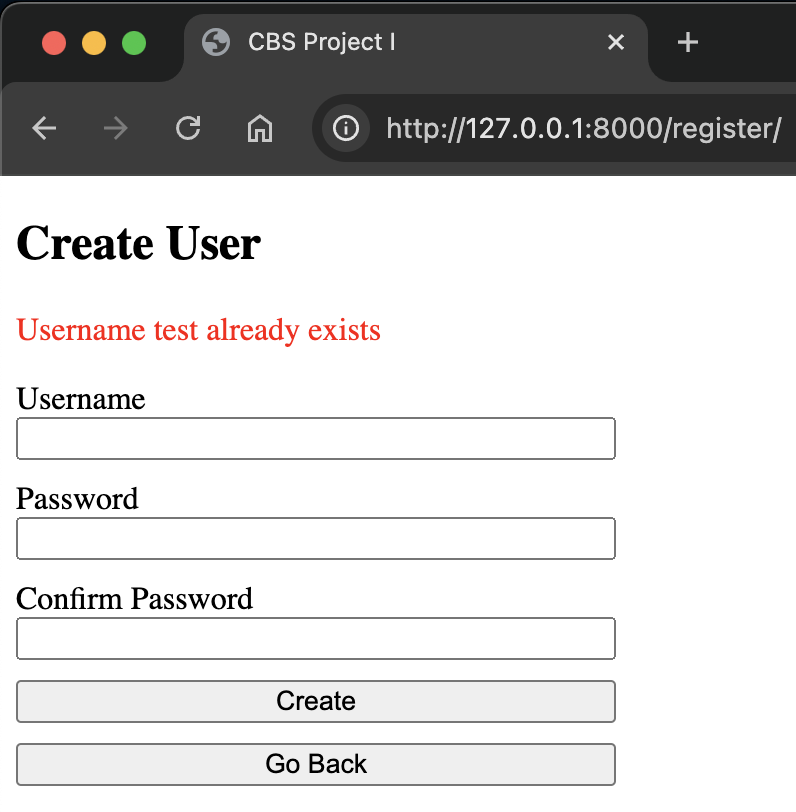 CBS Project I
http://127.0.0.1:8000/register/
Create User
Username test already exists
Username
Password
Confirm Password
Create
Go Back